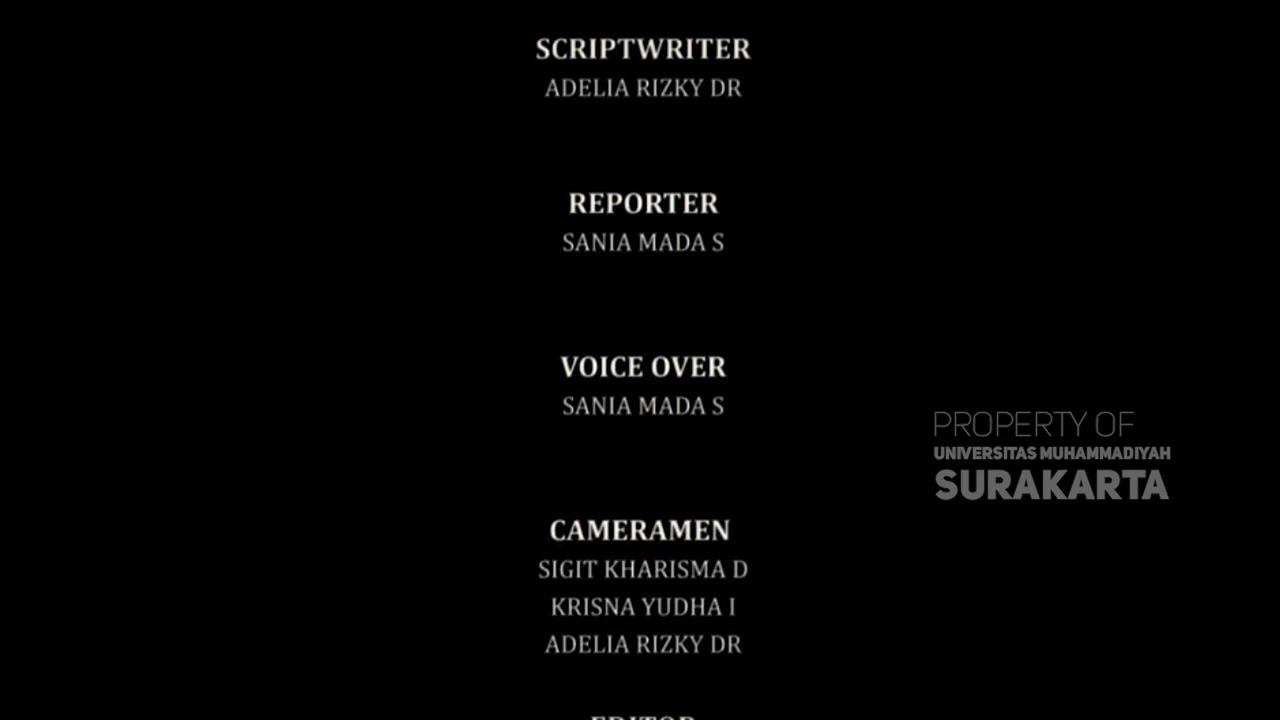 SCRIPTWRITER
ADELIA RIZKY DR
REPORTER
SANIA MADA S
VOICE OVER
SANIA MADA S
PROPERTY OF
UNIVERSITAS MUHAMMADIYAH
SURAKARTA
CAMERAMEN
SIGIT KHARISMA D
KRISNA YUDHA I
ADELIA RIZKY DR